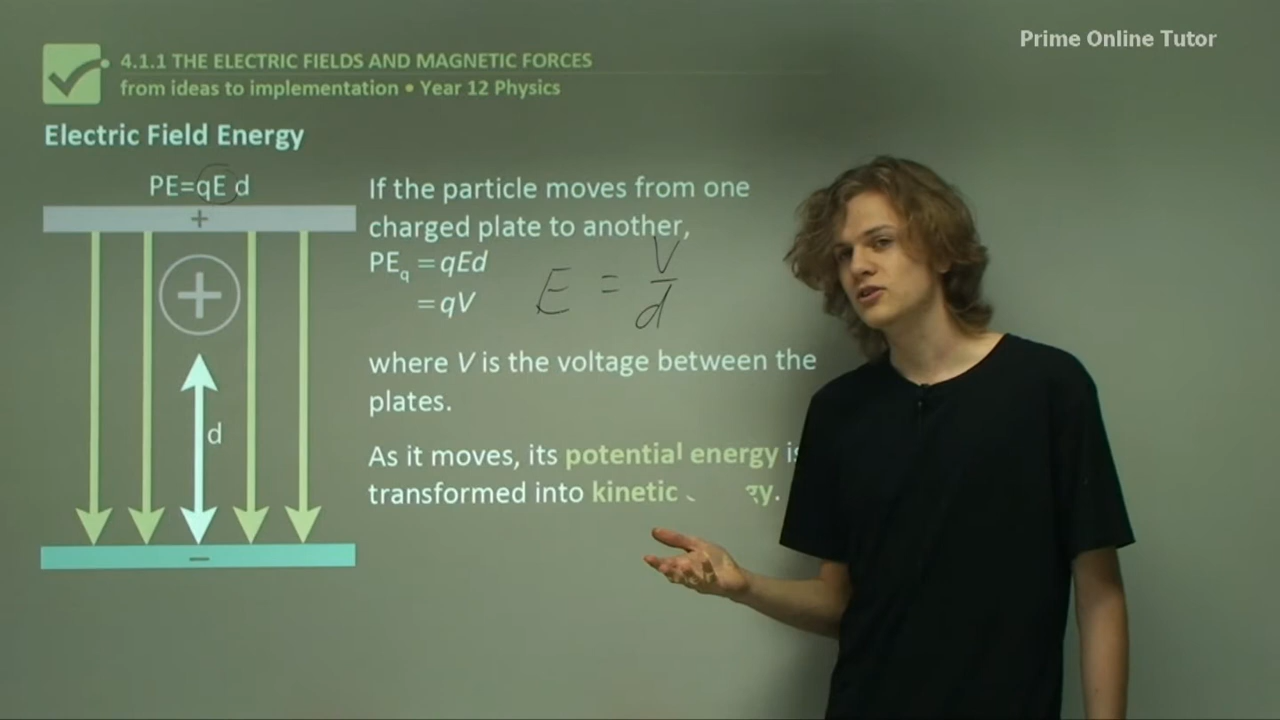 Prime Online Tutor
4.1.1 THE ELECTRIC FIELDS AND MAGNETIC FORCES
from ideas to implementation • Year 12 Physics
Electric Field Energy
PE=qE d
+
+
d
−
If the particle moves from one
charged plate to another,
PEq = qEd
= qV
E = V/d
where V is the voltage between the
plates.
As it moves, its potential energy is
transformed into kinetic